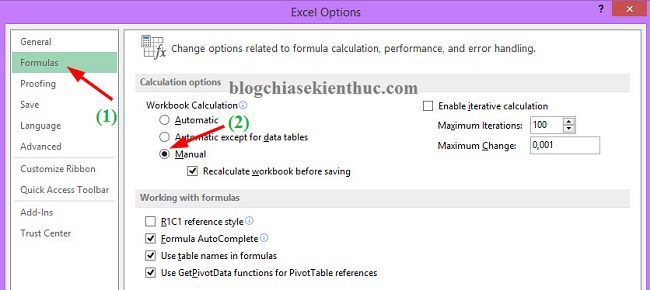 Excel Options
?
General
Formulas
Proofing
Save
Language
Advanced
Customize Ribbon
Quick Access Toolbar
Add-Ins
Trust Center
(1)
fx Change options related to formula calculation, performance, and error handling.
Calculation options
blogchiasekienthuc.com
Workbook Calculation
Automatic
(2)
Automatic except for data tables
Manual
Recalculate workbook before saving
Enable iterative calculation
Maximum Iterations: 100
Maximum Change: 0,001
Working with formulas
R1C1 reference style
Formula AutoComplete
Use table names in formulas
Use GetPivotData functions for PivotTable references